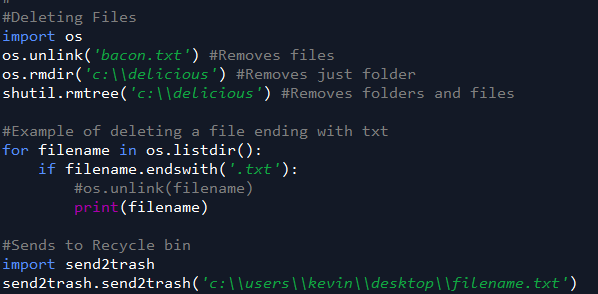 #
#Deleting Files
import os
os.unlink('bacon.txt') #Removes files
os.rmdir('c:\\delicious') #Removes just folder
shutil.rmtree('c:\\delicious') #Removes folders and files

#Example of deleting a file ending with txt
for filename in os.listdir():
    if filename.endswith('.txt'):
        #os.unlink(filename)
        print(filename)

#Sends to Recycle bin
import send2trash
send2trash.send2trash('c:\\users\\kevin\\desktop\\filename.txt')